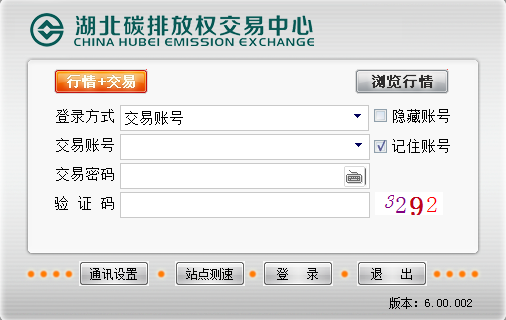 湖北碳排放权交易中心
CHINA HUBEI EMISSION EXCHANGE
行情+交易 浏览行情
登录方式 交易账号 隐藏账号
交易账号 记住账号
交易密码
验 证 码 3292
通讯设置 站点测速 登 录 退 出
版本: 6.00.002